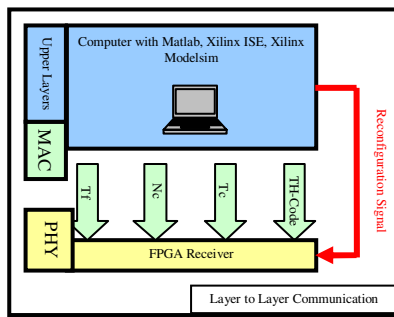 Upper Layers
Computer with Matlab, Xilinx ISE, Xilinx
Modelsim
MAC
Reconfiguration Signal
Tf
Nc
Tc
TH-Code
PHY
FPGA Receiver
Layer to Layer Communication